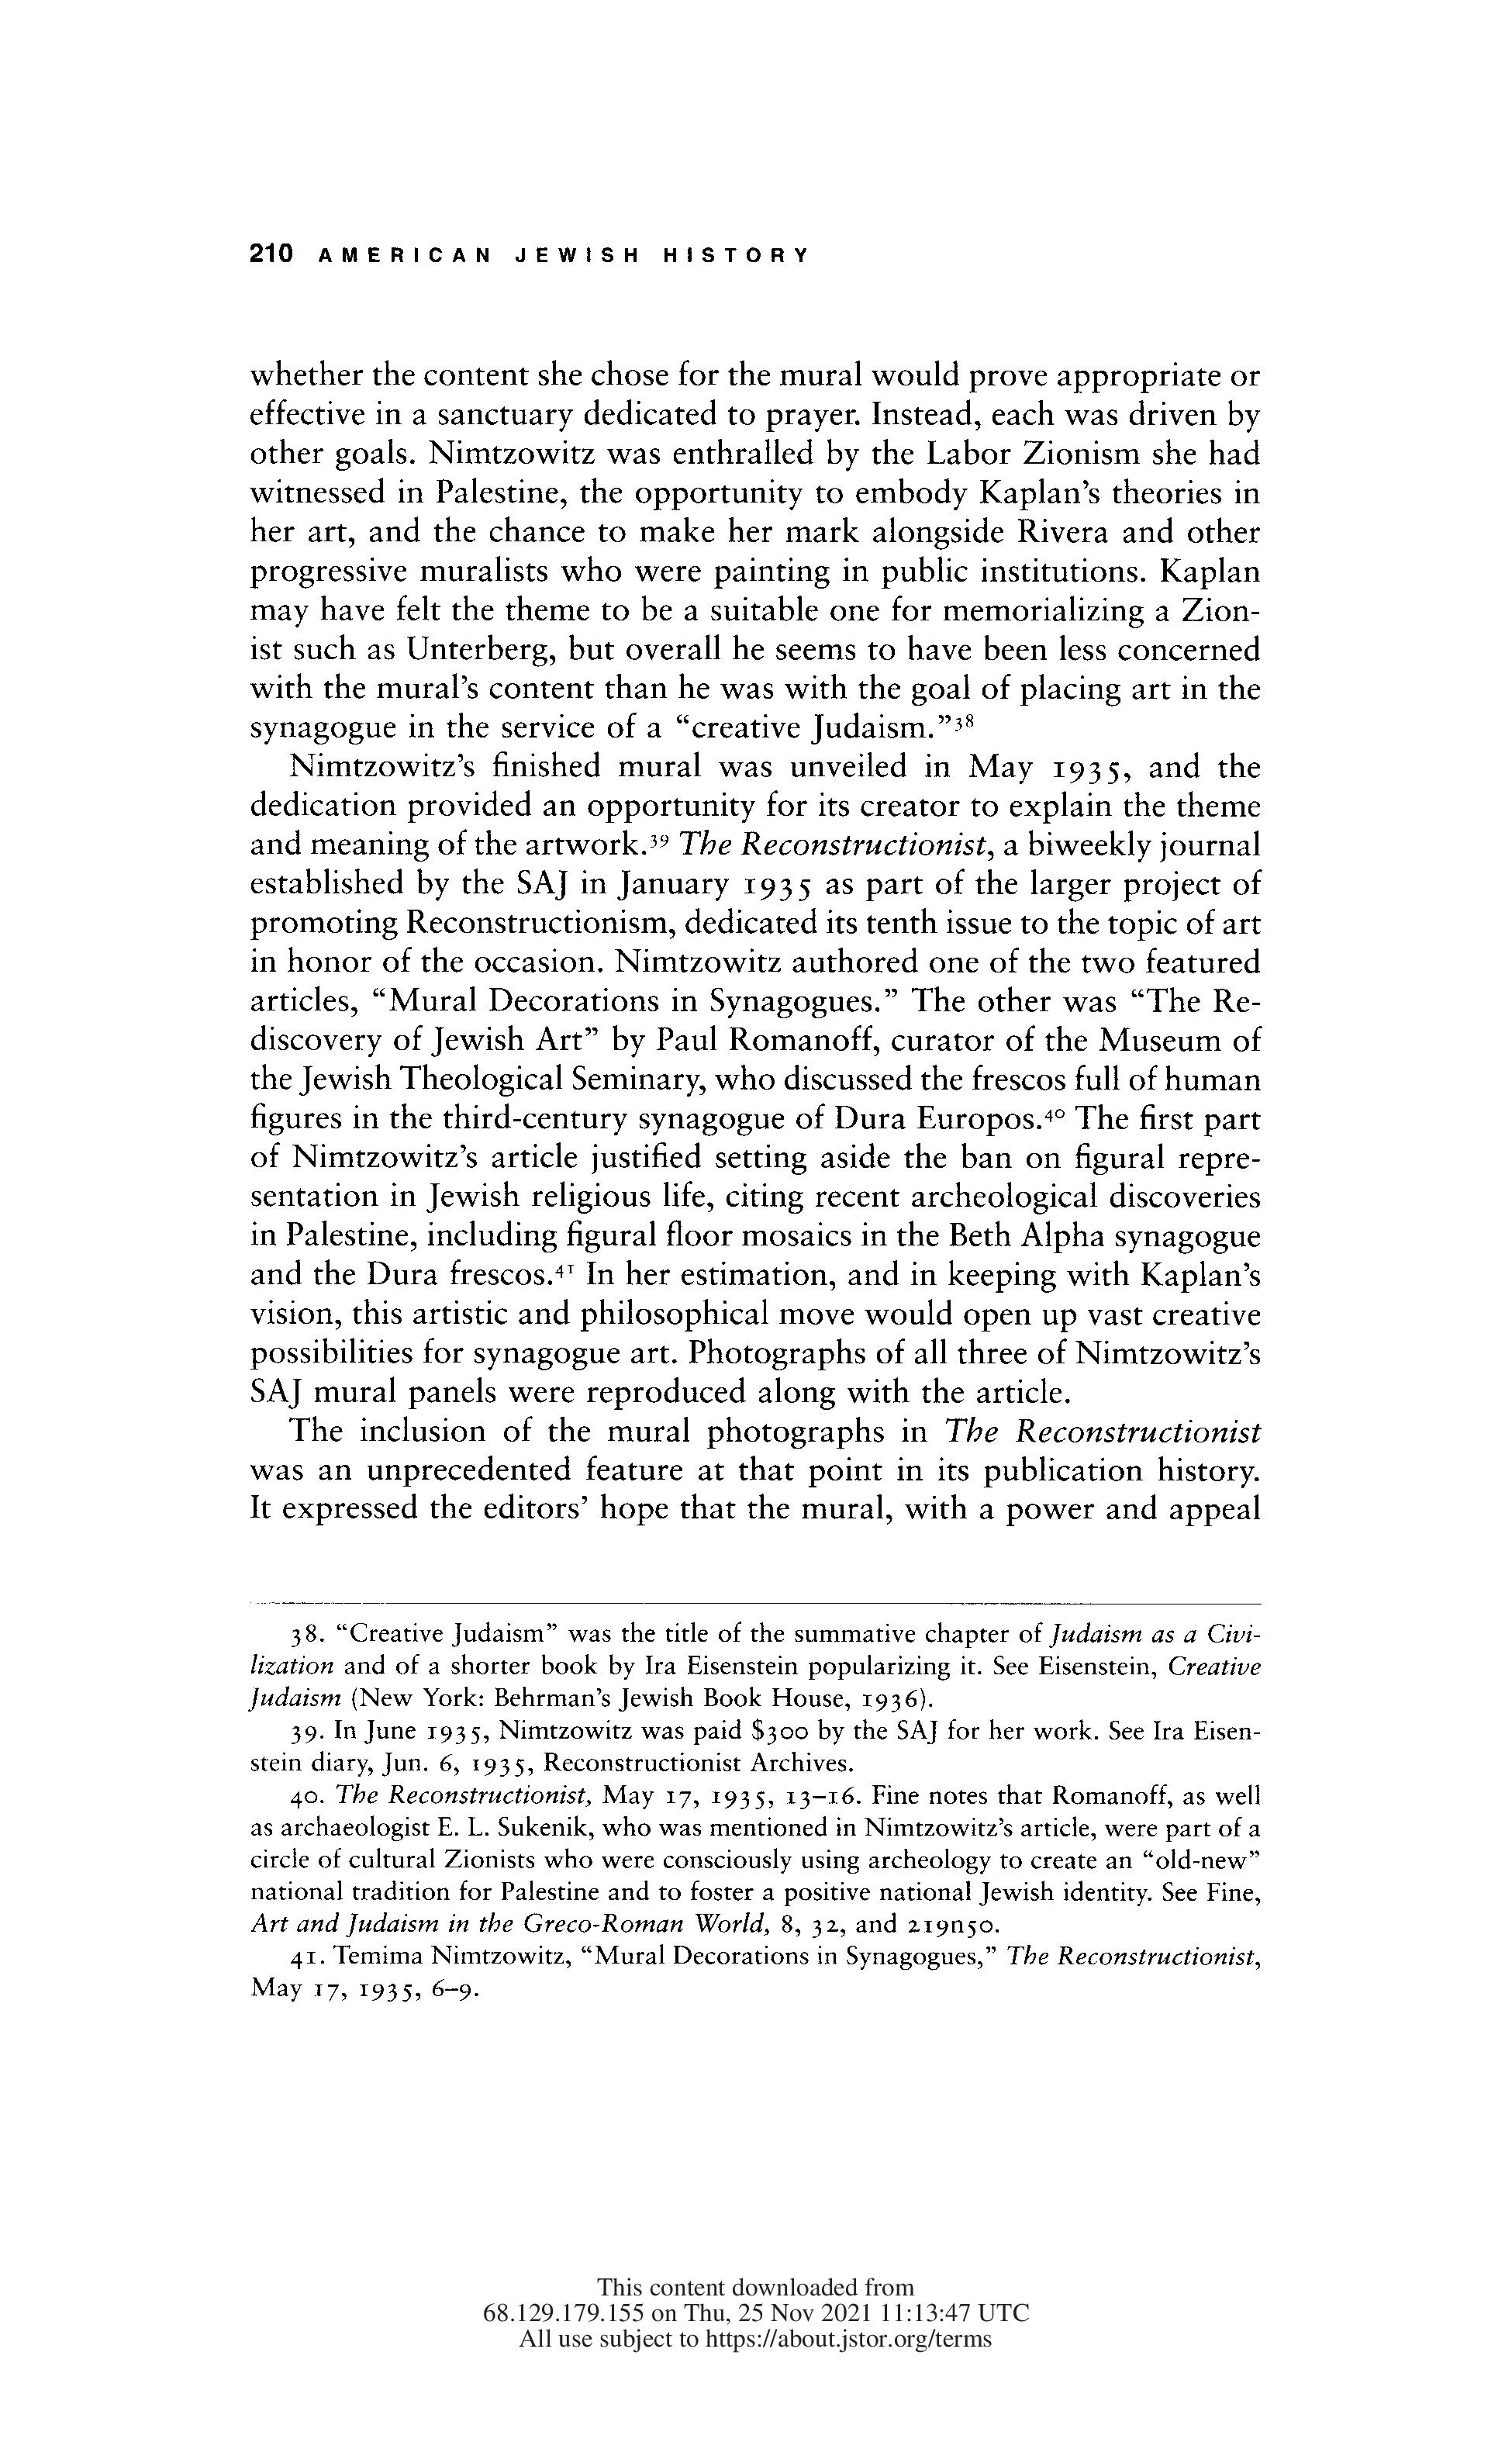 210 AMERICAN JEWISH HISTORY
whether the content she chose for the mural would prove appropriate or
effective in a sanctuary dedicated to prayer. Instead, each was driven by
other goals. Nimtzowitz was enthralled by the Labor Zionism she had
witnessed in Palestine, the opportunity to embody Kaplan's theories in
her art, and the chance to make her mark alongside Rivera and other
progressive muralists who were painting in public institutions. Kaplan
may have felt the theme to be a suitable one for memorializing a Zion-
ist such as Unterberg, but overall he seems to have been less concerned
with the mural's content than he was with the goal of placing art in the
synagogue in the service of a “creative Judaism.”³⁸
Nimtzowitz's finished mural was unveiled in May 1935, and the
dedication provided an opportunity for its creator to explain the theme
and meaning of the artwork.³⁹ The Reconstructionist, a biweekly journal
established by the SAJ in January 1935 as part of the larger project of
promoting Reconstructionism, dedicated its tenth issue to the topic of art
in honor of the occasion. Nimtzowitz authored one of the two featured
articles, “Mural Decorations in Synagogues.” The other was “The Re-
discovery of Jewish Art” by Paul Romanoff, curator of the Museum of
the Jewish Theological Seminary, who discussed the frescos full of human
figures in the third-century synagogue of Dura Europos.⁴⁰ The first part
of Nimtzowitz's article justified setting aside the ban on figural repre-
sentation in Jewish religious life, citing recent archeological discoveries
in Palestine, including figural floor mosaics in the Beth Alpha synagogue
and the Dura frescos.⁴¹ In her estimation, and in keeping with Kaplan's
vision, this artistic and philosophical move would open up vast creative
possibilities for synagogue art. Photographs of all three of Nimtzowitz's
SAJ mural panels were reproduced along with the article.
The inclusion of the mural photographs in The Reconstructionist
was an unprecedented feature at that point in its publication history.
It expressed the editors' hope that the mural, with a power and appeal
38. “Creative Judaism” was the title of the summative chapter of Judaism as a Civi-
lization and of a shorter book by Ira Eisenstein popularizing it. See Eisenstein, Creative
Judaism (New York: Behrman's Jewish Book House, 1936).
39. In June 1935, Nimtzowitz was paid $300 by the SAJ for her work. See Ira Eisen-
stein diary, Jun. 6, 1935, Reconstructionist Archives.
40. The Reconstructionist, May 17, 1935, 13–16. Fine notes that Romanoff, as well
as archaeologist E. L. Sukenik, who was mentioned in Nimtzowitz's article, were part of a
circle of cultural Zionists who were consciously using archeology to create an “old-new”
national tradition for Palestine and to foster a positive national Jewish identity. See Fine,
Art and Judaism in the Greco-Roman World, 8, 32, and 219n50.
41. Temima Nimtzowitz, “Mural Decorations in Synagogues,” The Reconstructionist,
May 17, 1935, 6–9.
This content downloaded from
68.129.179.155 on Thu, 25 Nov 2021 11:13:47 UTC
All use subject to https://about.jstor.org/terms